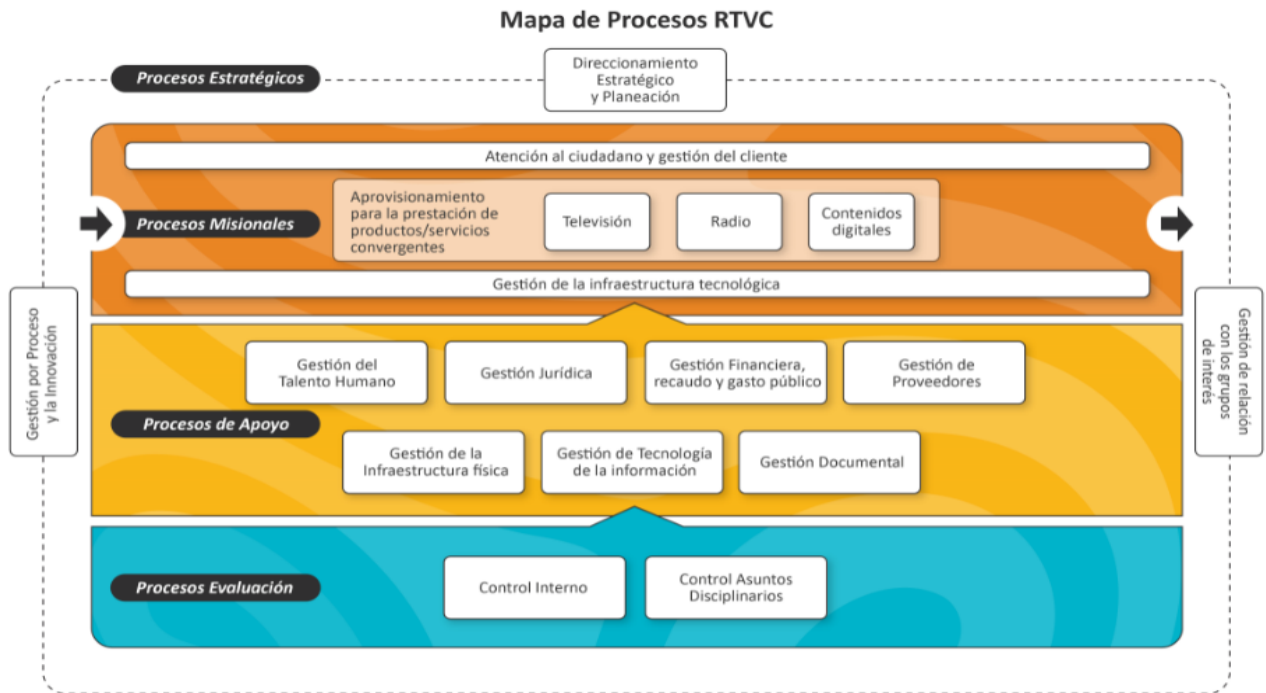 Mapa de Procesos RTVC
Procesos Estratégicos
Direccionamiento
Estratégico
y Planeación
Atención al ciudadano y gestión del cliente
Procesos Misionales
Aprovisionamiento
para la prestación de
productos/servicios
convergentes
Televisión
Radio
Contenidos
digitales
Gestión de la infraestructura tecnológica
Gestión por Proceso
y la Innovación
Gestión de relación
con los grupos
de interés
Gestión del
Talento Humano
Gestión Jurídica
Gestión Financiera,
recaudo y gasto público
Gestión de
Proveedores
Procesos de Apoyo
Gestión de la
Infraestructura física
Gestión de Tecnología
de la información
Gestión Documental
Procesos Evaluación
Control Interno
Control Asuntos
Disciplinarios